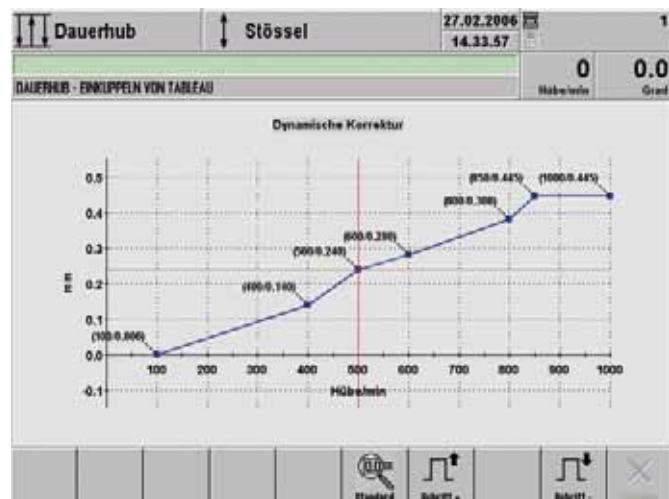 Dauerhub
Stössel
27.02.2006
14.33.57
1
0
Hübe/min
0.0
Grad
DAUERHUB - EINKUPPELN VON TABLEAU
Dynamische Korrektur
0.5
0.4
0.3
0.2
0.1
0.0
-0.1
mm
(100/0.000)
(400/0.140)
(500/0.240)
(600/0.280)
(800/0.380)
(850/0.445)
(1000/0.445)
100
200
300
400
500
600
700
800
900
1000
Hübe/min
Standard
Schritt +
Schritt -